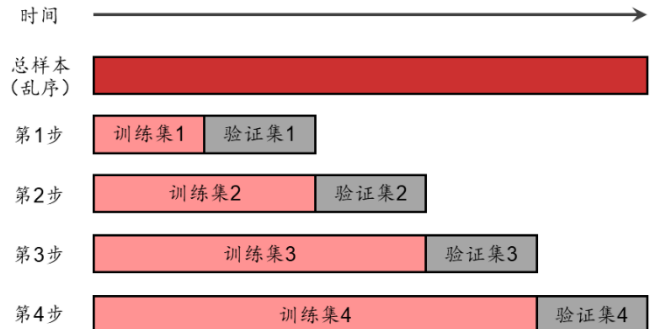 时间
总样本
（乱序）
第1步
训练集1 验证集1
第2步
训练集2 验证集2
第3步
训练集3 验证集3
第4步
训练集4 验证集4